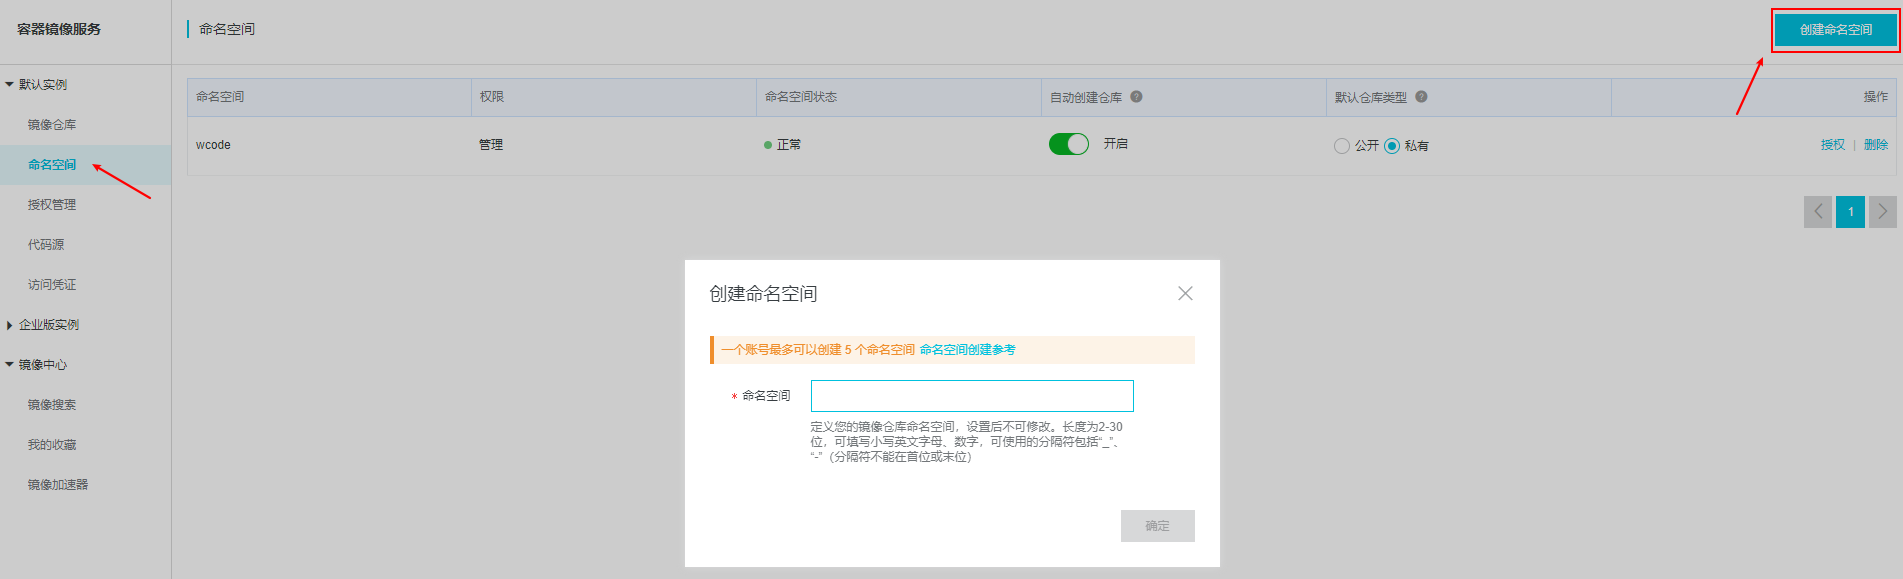 容器镜像服务
命名空间
创建命名空间
默认实例
镜像仓库
命名空间
授权管理
代码源
访问凭证
企业版实例
镜像中心
镜像搜索
我的收藏
镜像加速器
命名空间 权限 命名空间状态 自动创建仓库 ? 默认仓库类型 ? 操作
wcode 管理 正常 开启 公开 私有 授权 | 删除
1
创建命名空间
一个账号最多可以创建 5 个命名空间 命名空间创建参考
* 命名空间
定义您的镜像仓库命名空间，设置后不可修改。长度为2-30
位，可填写小写英文字母、数字，可使用的分隔符包括“_”、
“-”（分隔符不能在首位或末位）
确定